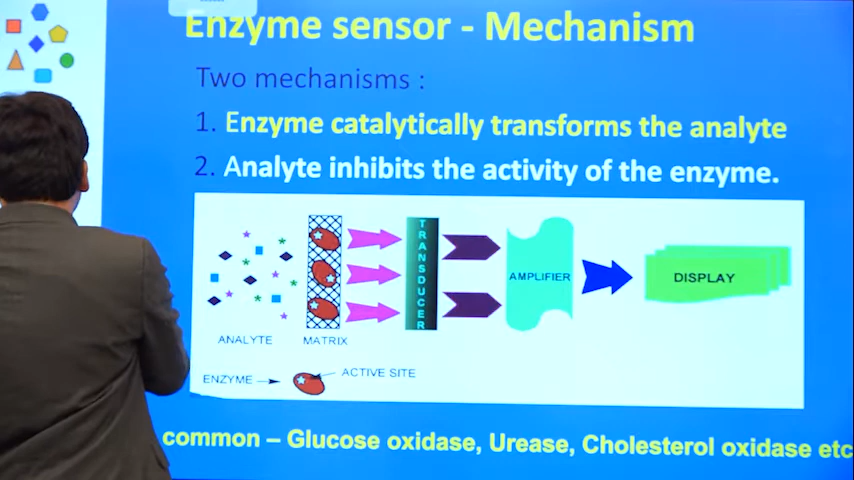 Enzyme sensor - Mechanism
Two mechanisms :
1. Enzyme catalytically transforms the analyte
2. Analyte inhibits the activity of the enzyme.
TRANSDUCER
AMPLIFIER
DISPLAY
ANALYTE
MATRIX
ENZYME
ACTIVE SITE
common – Glucose oxidase, Urease, Cholesterol oxidase etc